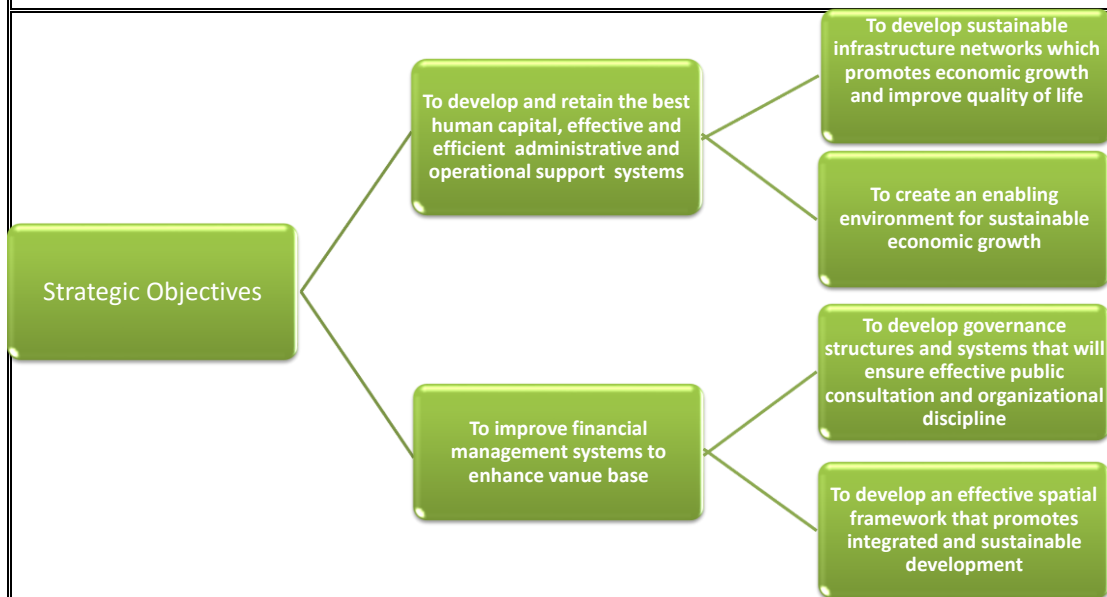 Strategic Objectives
To develop and retain the best
human capital, effective and
efficient administrative and
operational support systems
To develop sustainable
infrastructure networks which
promotes economic growth
and improve quality of life
To create an enabling
environment for sustainable
economic growth
To improve financial
management systems to
enhance vanue base
To develop governance
structures and systems that will
ensure effective public
consultation and organizational
discipline
To develop an effective spatial
framework that promotes
integrated and sustainable
development